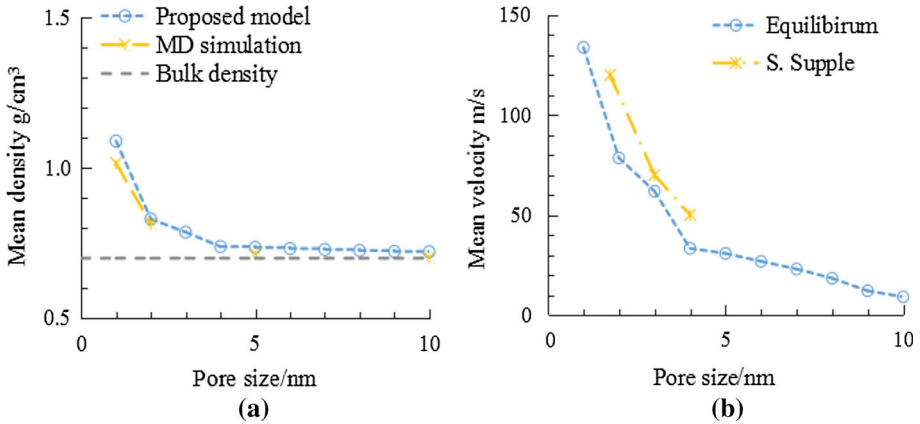 1.5
1.0
0.5
Mean density g/cm³
Proposed model
MD simulation
Bulk density
0
5
10
Pore size/nm
(a)
150
100
50
0
Mean velocity m/s
Equilibirum
S. Supple
0
5
10
Pore size/nm
(b)